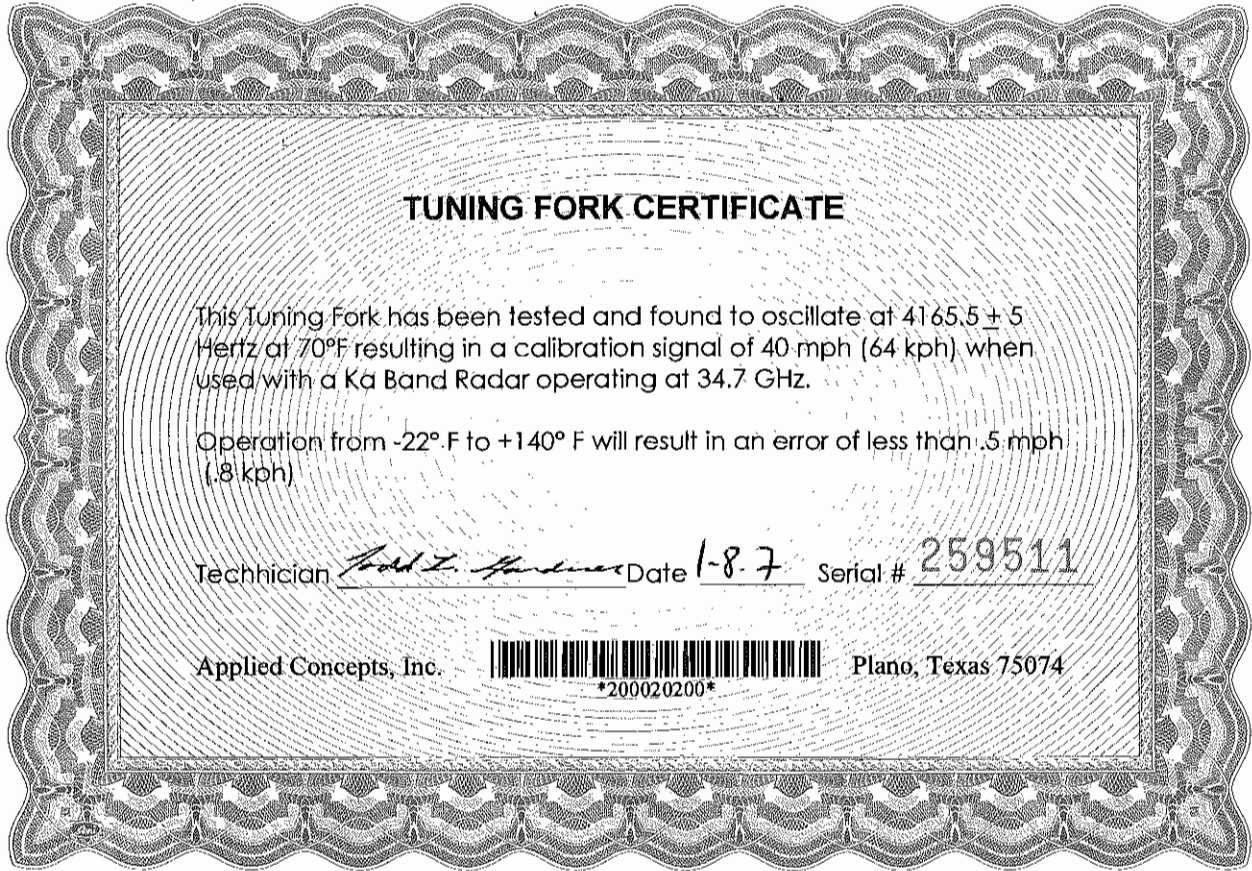 TUNING FORK CERTIFICATE
This Tuning Fork has been tested and found to oscillate at 4165.5 ± 5
Hertz at 70°F resulting in a calibration signal of 40 mph (64 kph) when
used with a Ka Band Radar operating at 34.7 GHz.
Operation from -22° F to +140° F will result in an error of less than .5 mph
(.8 kph)
Technician Todd L. Gardner Date 1-8-7 Serial # 259511
Applied Concepts, Inc. *200020200* Plano, Texas 75074